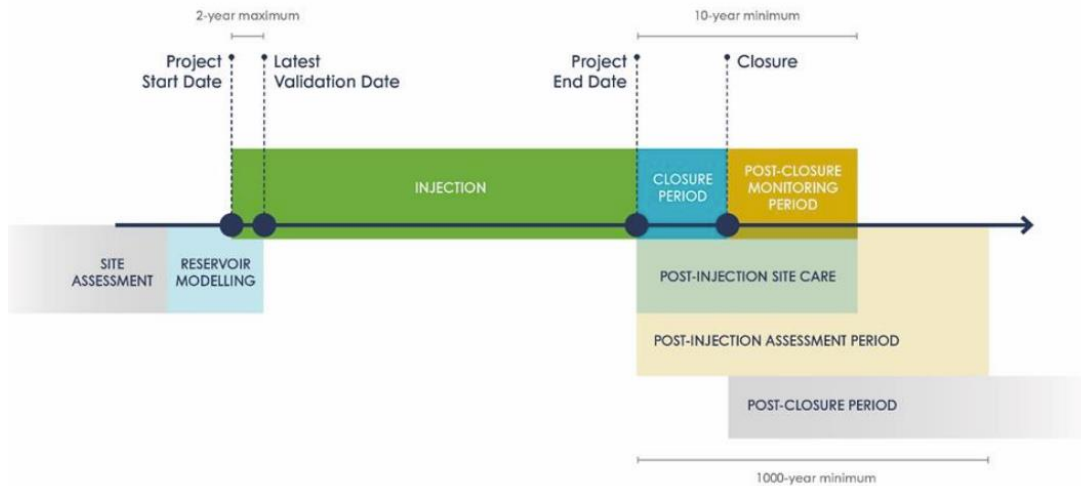 2-year maximum
10-year minimum
Project
Start Date
Latest
Validation Date
Project
End Date
Closure
INJECTION
CLOSURE
PERIOD
POST-CLOSURE
MONITORING
PERIOD
SITE
ASSESSMENT
RESERVOIR
MODELLING
POST-INJECTION SITE CARE
POST-INJECTION ASSESSMENT PERIOD
POST-CLOSURE PERIOD
1000-year minimum